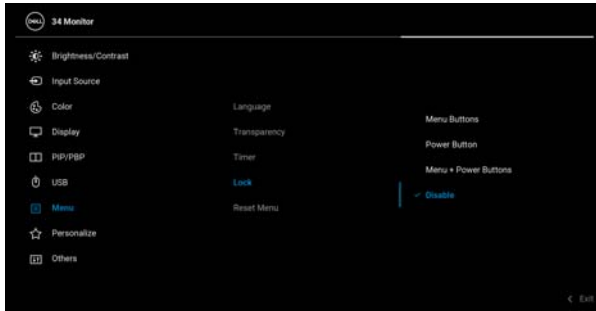 DELL 34 Monitor
Brightness/Contrast
Input Source
Color
Display
PIP/PBP
USB
Menu
Personalize
Others
Language
Transparency
Timer
Lock
Reset Menu
Menu Buttons
Power Button
Menu + Power Buttons
Disable
Exit